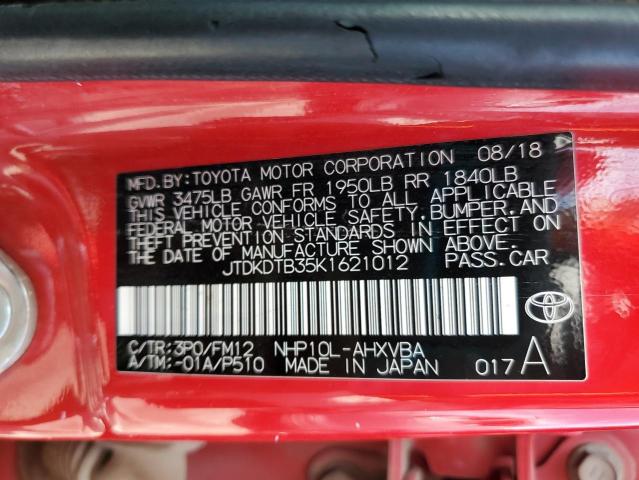 MFD.BY:TOYOTA MOTOR CORPORATION 08/18
GVWR 3475LB GAWR FR 1950LB RR 1840LB
THIS VEHICLE CONFORMS TO ALL APPLICABLE
FEDERAL MOTOR VEHICLE SAFETY,BUMPER,AND
THEFT PREVENTION STANDARDS IN EFFECT ON
THE DATE OF MANUFACTURE SHOWN ABOVE.
JTDKDTB35K1621012 PASS.CAR
C/TR:3P0/FM12 NHP10L-AHXVBA
A/TM:-01A/P510 MADE IN JAPAN 017A